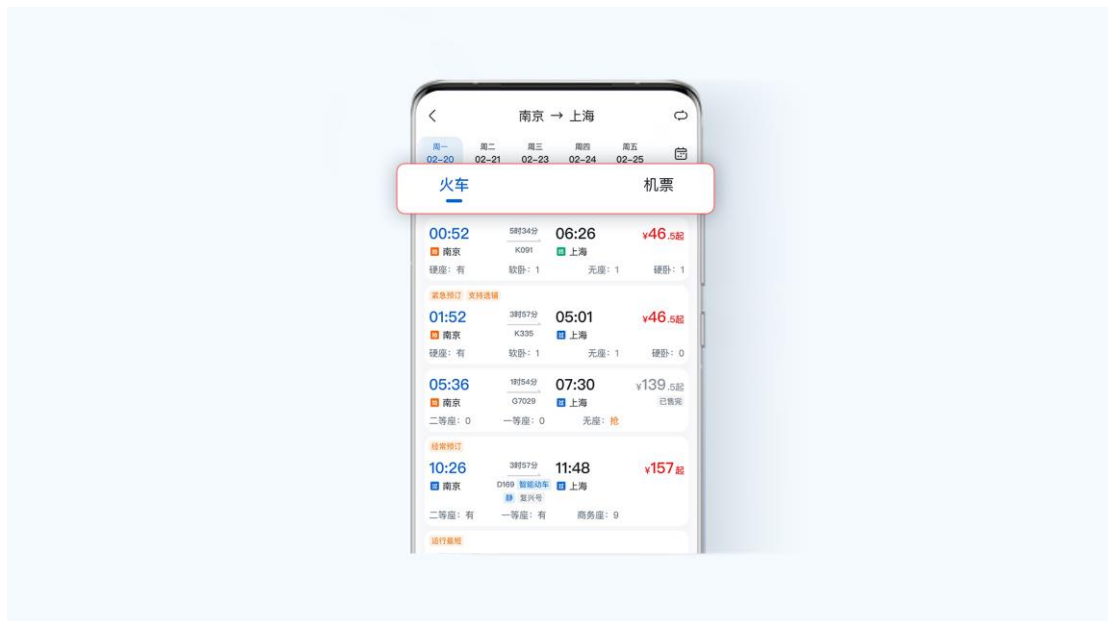 南京 → 上海
周一 周二 周三 周四 周五
02-20 02-21 02-23 02-24 02-25
火车 机票
00:52 5时34分 06:26 ¥46.5起
始 南京 K091 终 上海
硬座：有 软卧：1 无座：1 硬卧：1
紧急预订 支持选铺
01:52 3时57分 05:01 ¥46.5起
始 南京 K335 过 上海
硬座：有 软卧：1 无座：1 硬卧：0
05:36 1时54分 07:30 ¥139.5起
始 南京 G7029 过 上海 已售完
二等座：0 一等座：0 无座：抢
经常预订
10:26 3时57分 11:48 ¥157起
过 南京 D169 智能动车 过 上海
静 复兴号
二等座：有 一等座：有 商务座：9
运行最短